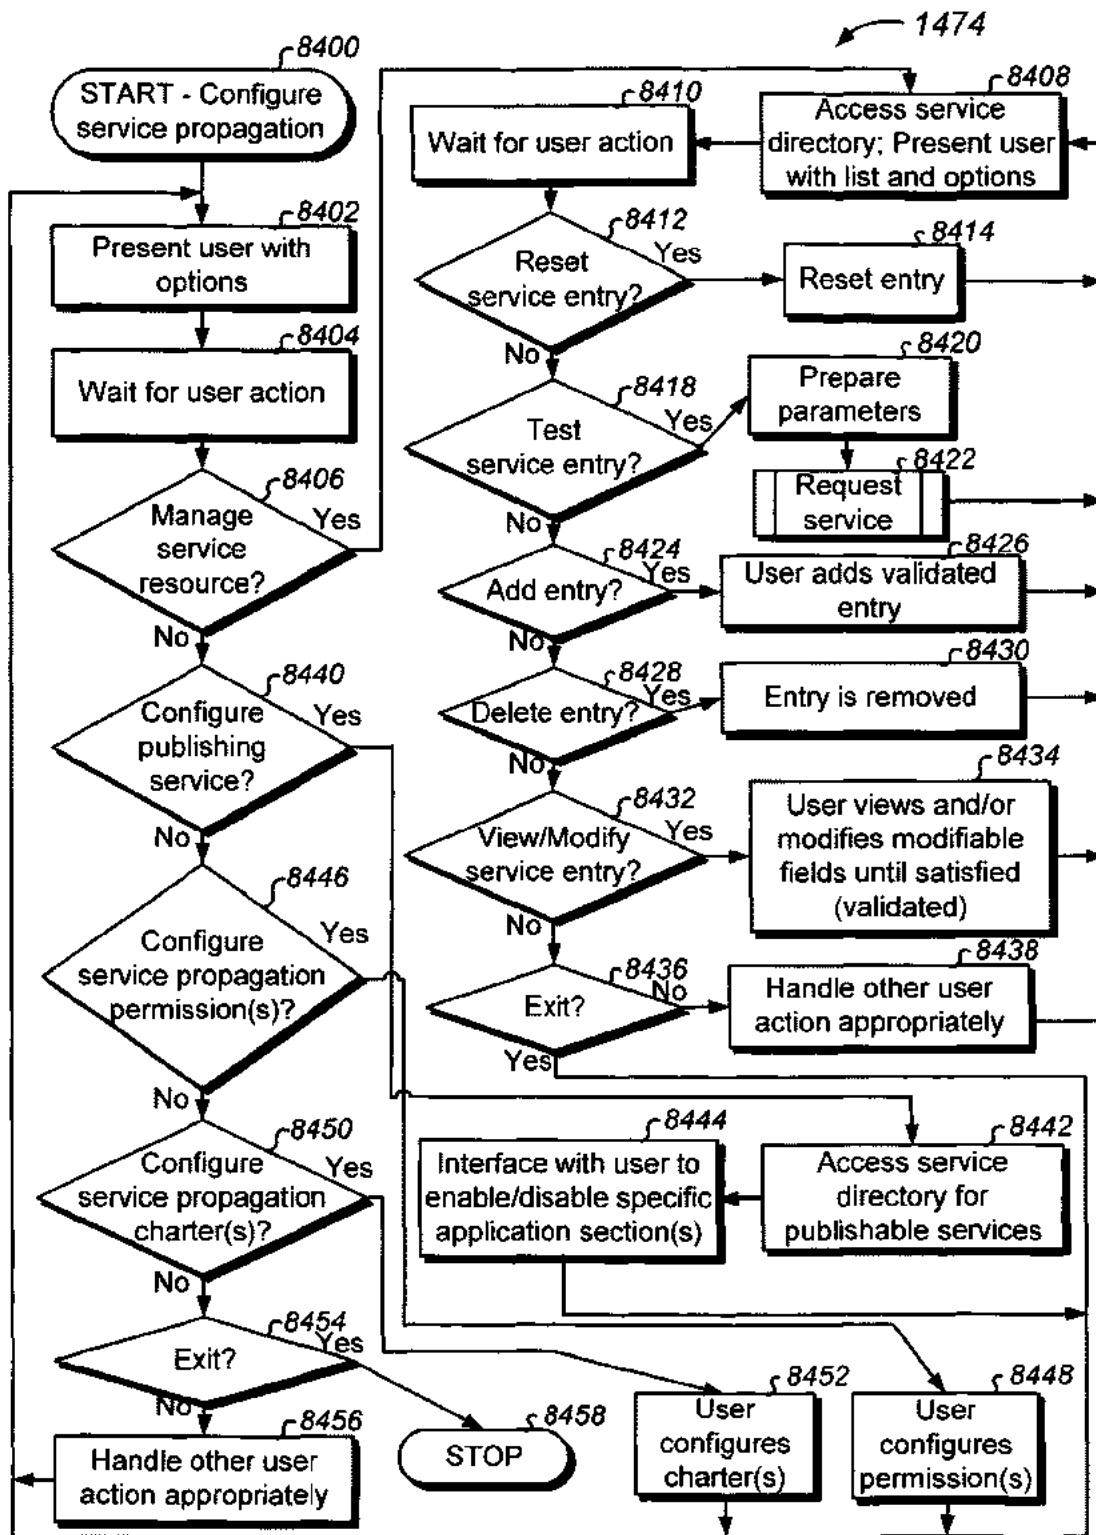 1474
8400
START - Configure
service propagation
8402
Present user with
options
8404
Wait for user action
8406
Manage
service
resource?
Yes
No
8440
Configure
publishing
service?
Yes
No
8446
Configure
service propagation
permission(s)?
Yes
No
8450
Configure
service propagation
charter(s)?
Yes
No
8454
Exit?
Yes
No
8456
Handle other user
action appropriately
8458
STOP
8408
Access service
directory; Present user
with list and options
8410
Wait for user action
8412
Reset
service entry?
Yes
No
8414
Reset entry
8418
Test
service entry?
Yes
No
8420
Prepare
parameters
8422
Request
service
8424
Add entry?
Yes
No
8426
User adds validated
entry
8428
Delete entry?
Yes
No
8430
Entry is removed
8432
View/Modify
service entry?
Yes
No
8434
User views and/or
modifies modifiable
fields until satisfied
(validated)
8436
Exit?
No
Yes
8438
Handle other user
action appropriately
8444
Interface with user to
enable/disable specific
application section(s)
8442
Access service
directory for
publishable services
8452
User
configures
charter(s)
8448
User
configures
permission(s)